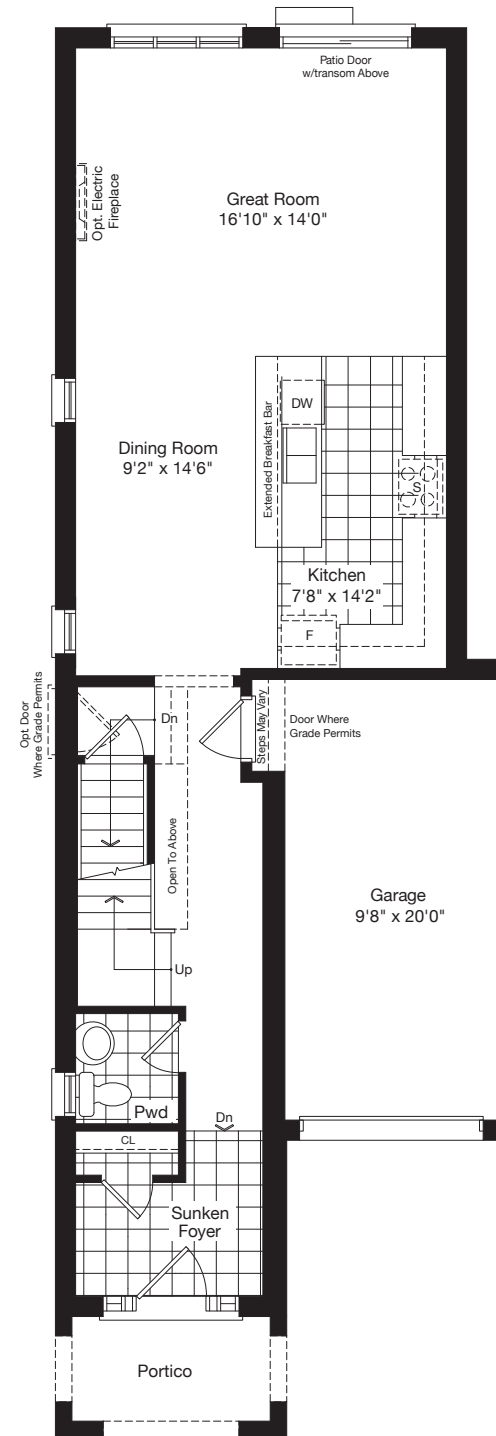 Patio Door
w/transom Above
Opt. Electric
Fireplace
Great Room
16'10" x 14'0"
Extended Breakfast Bar
DW
Dining Room
9'2" x 14'6"
S
Kitchen
7'8" x 14'2"
F
Opt Door
Where Grade Permits
Dn
Steps May Vary
Door Where
Grade Permits
Open To Above
Garage
9'8" x 20'0"
Up
Pwd
Dn
CL
Sunken
Foyer
Portico